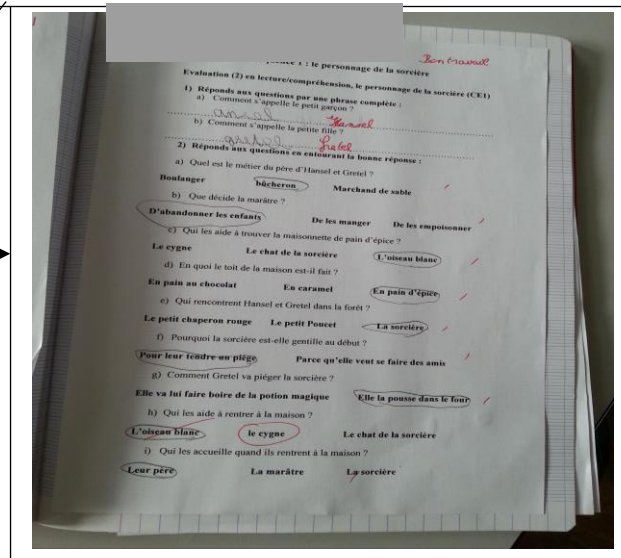 Bon travail
1 : le personnage de la sorcière
Evaluation (2) en lecture/compréhension, le personnage de la sorcière (CE1)
1) Réponds aux questions par une phrase complète :
a) Comment s'appelle le petit garçon ?
ansel Hansel
b) Comment s'appelle la petite fille ?
gretel Gretel
2) Réponds aux questions en entourant la bonne réponse :
a) Quel est le métier du père d'Hansel et Gretel ?
Boulanger bûcheron Marchand de sable
b) Que décide la marâtre ?
D'abandonner les enfants De les manger De les empoisonner
c) Qui les aide à trouver la maisonnette de pain d'épice ?
Le cygne Le chat de la sorcière L'oiseau blanc
d) En quoi le toit de la maison est-il fait ?
En pain au chocolat En caramel En pain d'épice
e) Qui rencontrent Hansel et Gretel dans la forêt ?
Le petit chaperon rouge Le petit Poucet La sorcière
f) Pourquoi la sorcière est-elle gentille au début ?
Pour leur tendre un piège Parce qu'elle veut se faire des amis
g) Comment Gretel va piéger la sorcière ?
Elle va lui faire boire de la potion magique Elle la pousse dans le four
h) Qui les aide à rentrer à la maison ?
L'oiseau blanc le cygne Le chat de la sorcière
i) Qui les accueille quand ils rentrent à la maison ?
Leur père La marâtre La sorcière